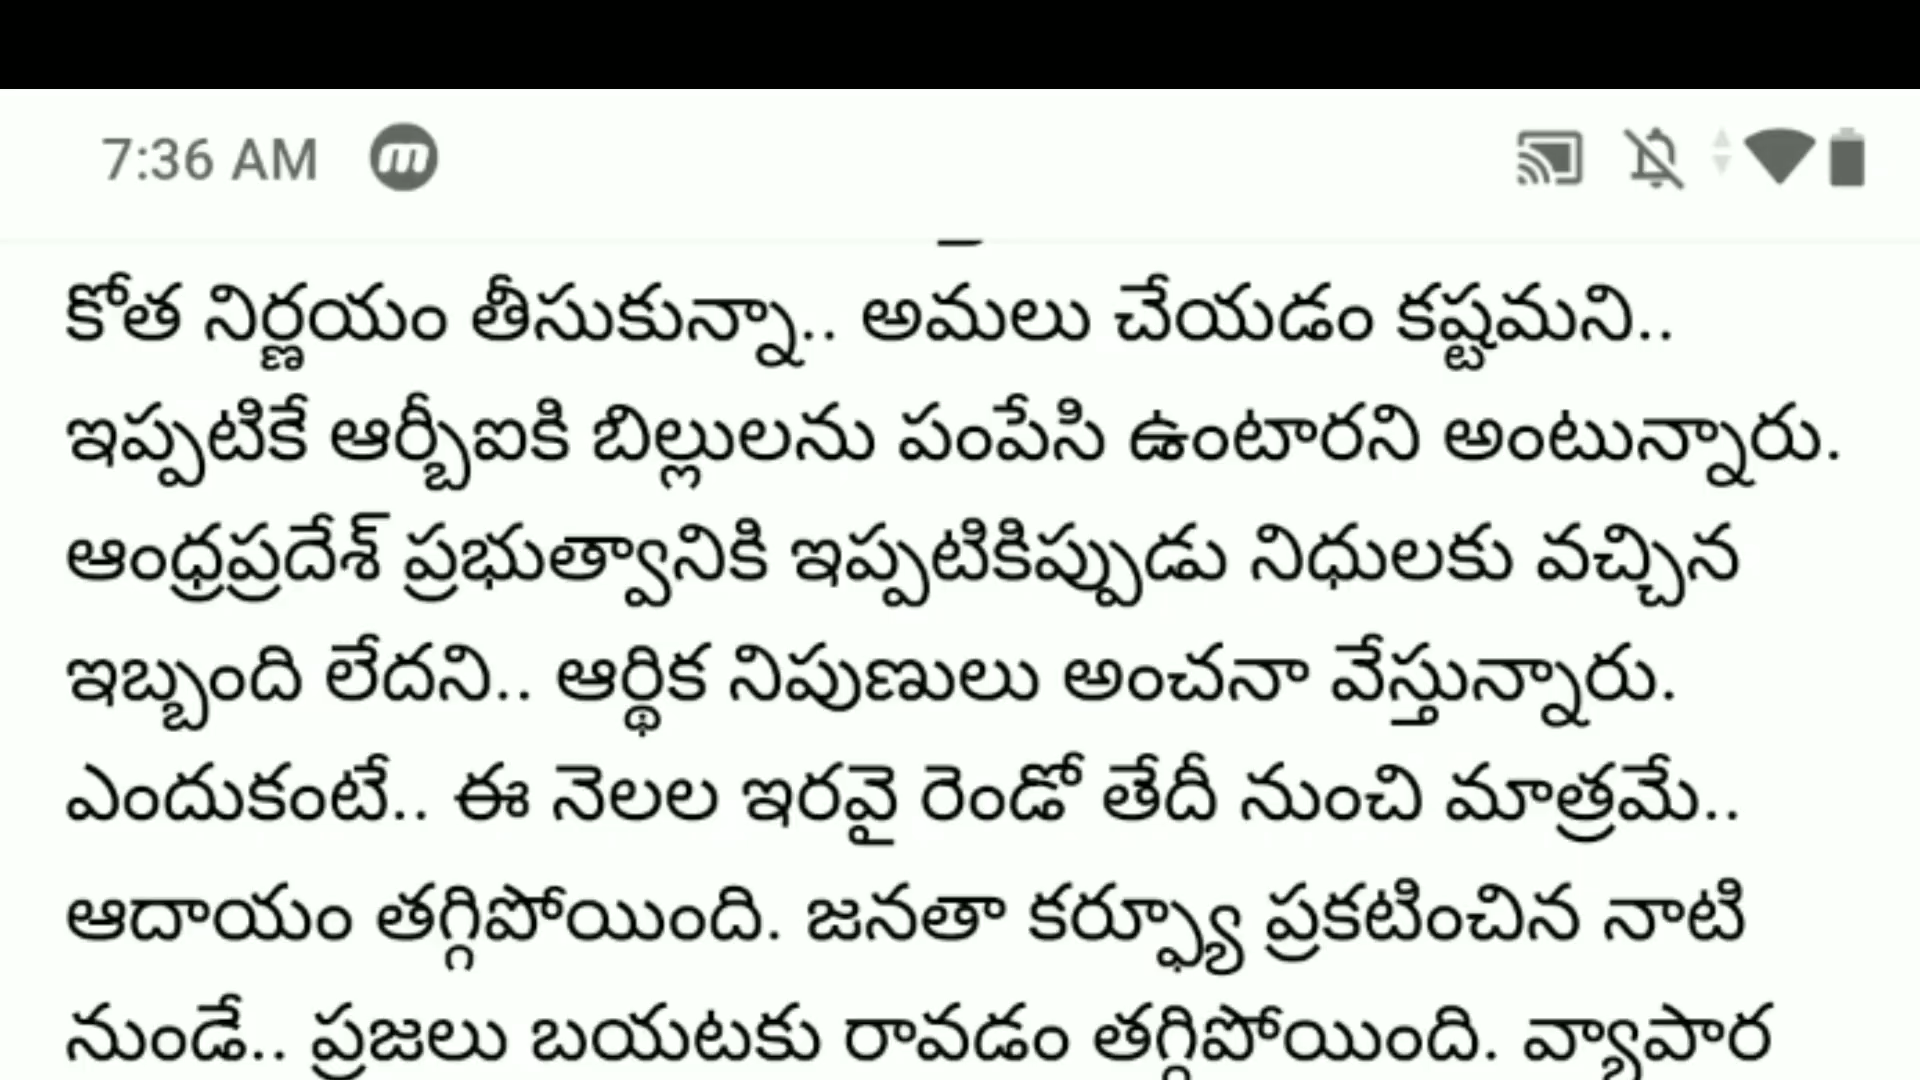 7:36 AM m
కోత నిర్ణయం తీసుకున్నా.. అమలు చేయడం కష్టమని..
ఇప్పటికే ఆర్బీఐకి బిల్లులను పంపేసి ఉంటారని అంటున్నారు.
ఆంధ్రప్రదేశ్ ప్రభుత్వానికి ఇప్పటికిప్పుడు నిధులకు వచ్చిన
ఇబ్బంది లేదని.. ఆర్థిక నిపుణులు అంచనా వేస్తున్నారు.
ఎందుకంటే.. ఈ నెలల ఇరవై రెండో తేదీ నుంచి మాత్రమే..
ఆదాయం తగ్గిపోయింది. జనతా కర్ఫ్యూ ప్రకటించిన నాటి
నుండే.. ప్రజలు బయటకు రావడం తగ్గిపోయింది. వ్యాపార